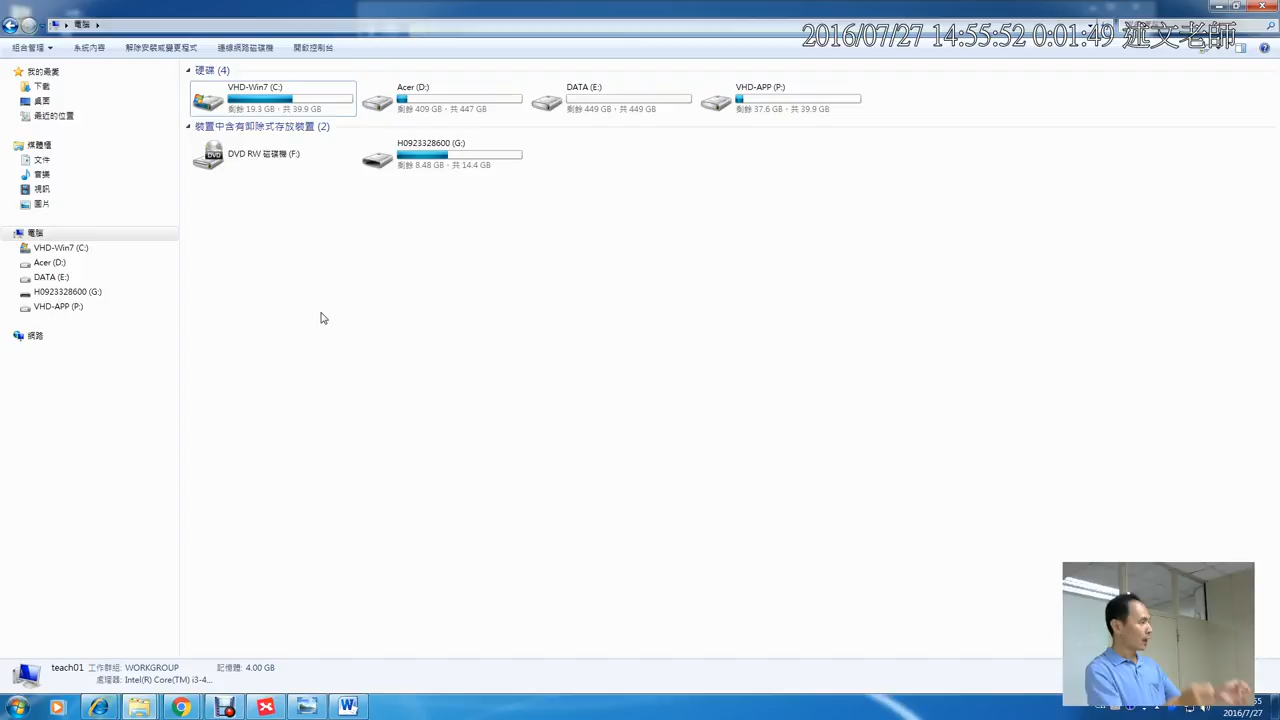 電腦
2016/07/27 14:55:52 0:01:49 述文老師
組合管理 系統內容 解除安裝或變更程式 連線網路磁碟機 開啟控制台
我的最愛
下載
桌面
最近的位置
媒體櫃
文件
音樂
視訊
圖片
電腦
VHD-Win7 (C:)
Acer (D:)
DATA (E:)
H0923328600 (G:)
VHD-APP (P:)
網路
硬碟 (4)
VHD-Win7 (C:)
剩餘 19.3 GB，共 39.9 GB
Acer (D:)
剩餘 409 GB，共 447 GB
DATA (E:)
剩餘 449 GB，共 449 GB
VHD-APP (P:)
剩餘 37.6 GB，共 39.9 GB
裝置中含有卸除式存放裝置 (2)
DVD RW 磁碟機 (F:)
H0923328600 (G:)
剩餘 8.48 GB，共 14.4 GB
teach01 工作群組: WORKGROUP 記憶體: 4.00 GB
處理器: Intel(R) Core(TM) i3-4...
2016/7/27